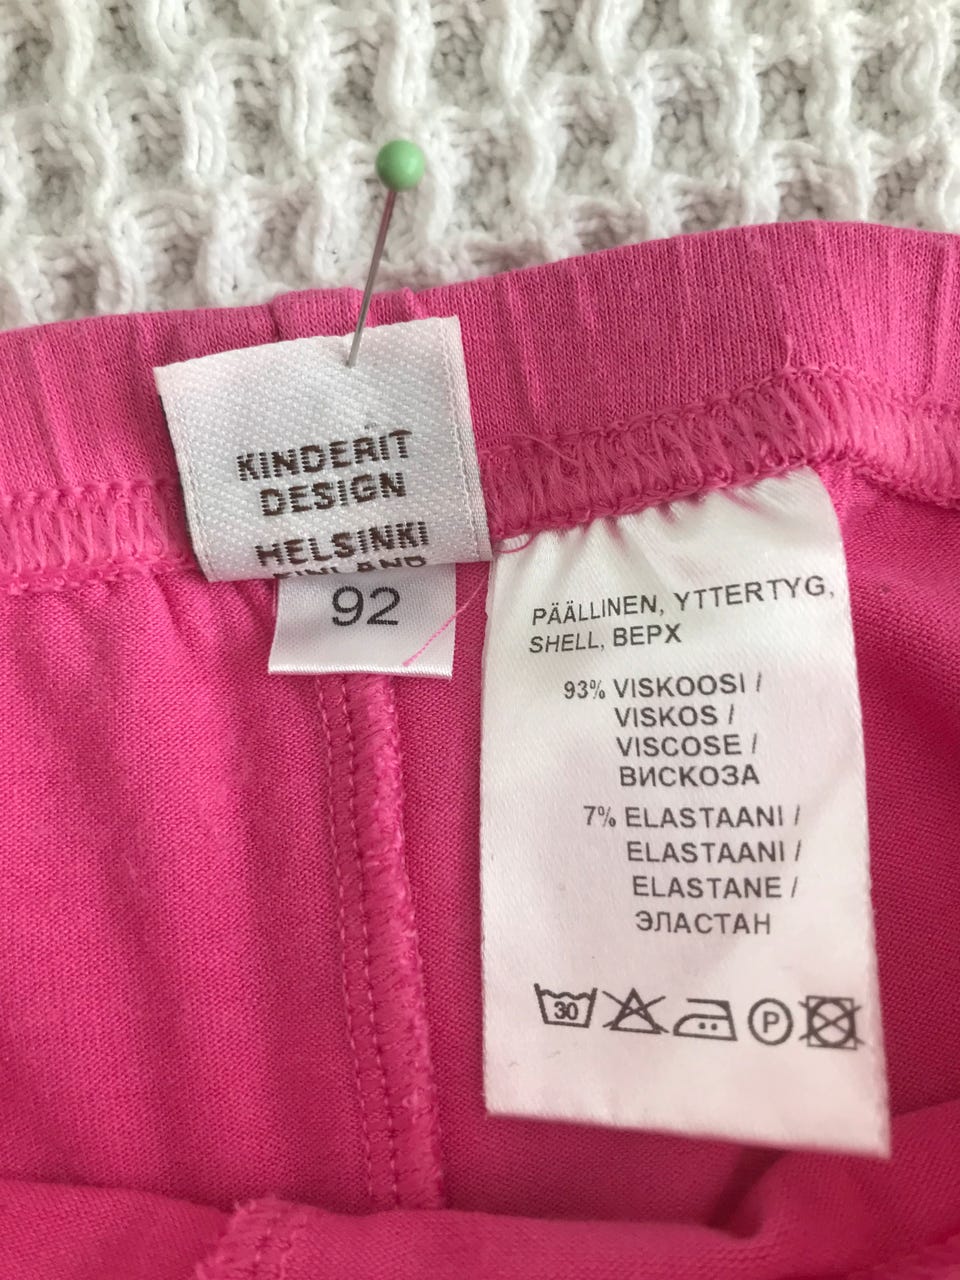 KINDERIT
DESIGN
HELSINKI
FINLAND
92
PÄÄLLINEN, YTTERTYG,
SHELL, ВЕРХ
93% VISKOOSI /
VISKOS /
VISCOSE /
ВИСКОЗА
7% ELASTAANI /
ELASTAANI /
ELASTANE /
ЭЛАСТАН
30
P